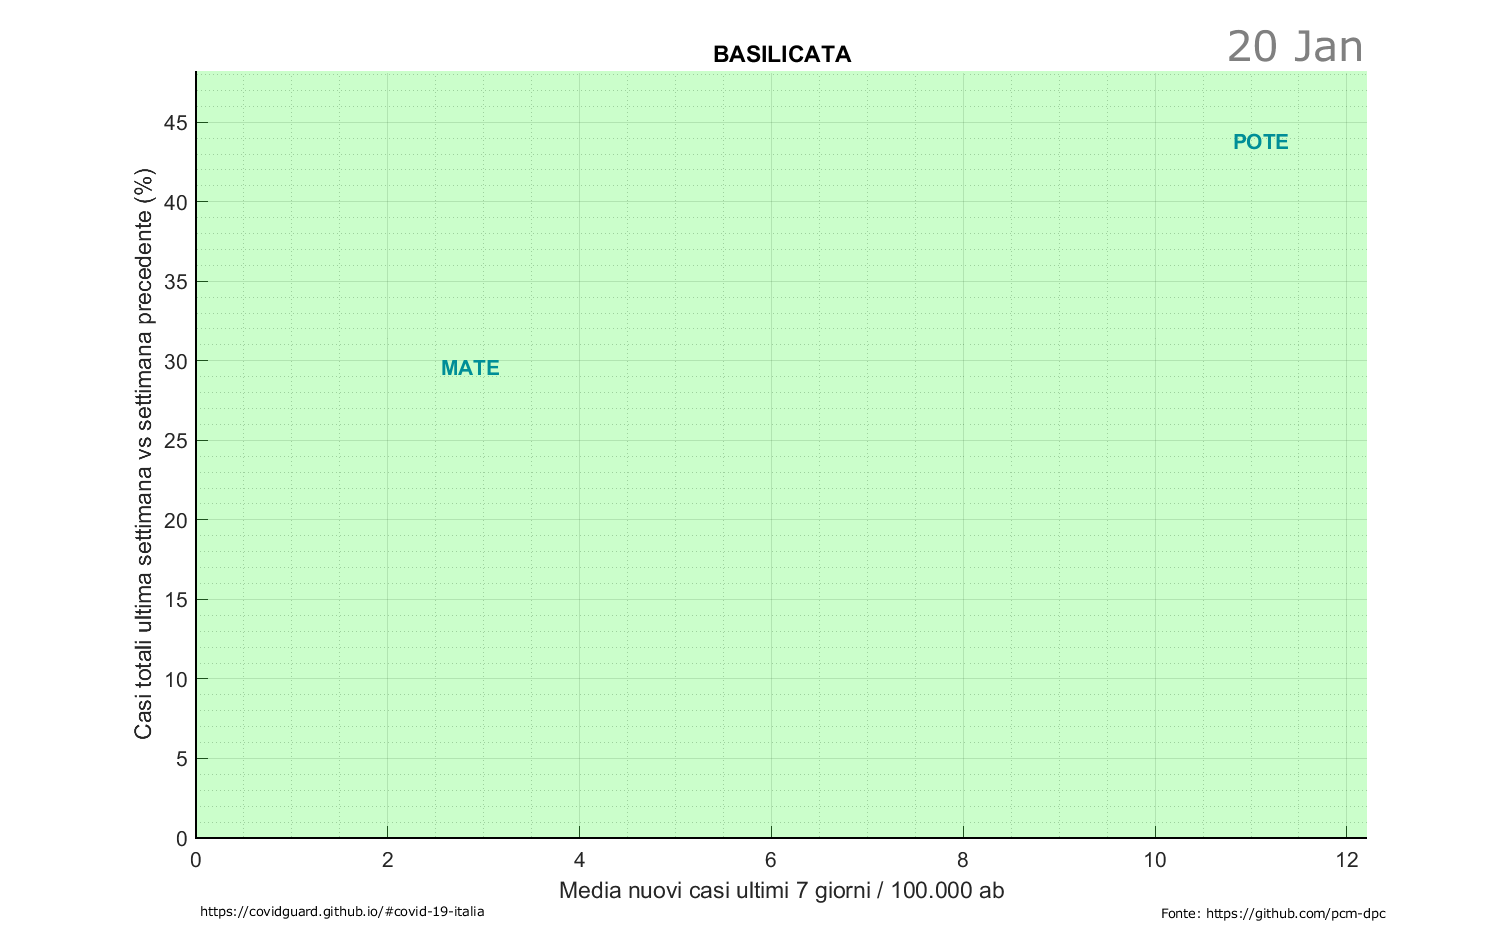 20 Jan
BASILICATA
45
40
35
30
25
20
15
10
5
0
Casi totali ultima settimana vs settimana precedente (%)
POTE
MATE
0 2 4 6 8 10 12
Media nuovi casi ultimi 7 giorni / 100.000 ab
https://covidguard.github.io/#covid-19-italia
Fonte: https://github.com/pcm-dpc